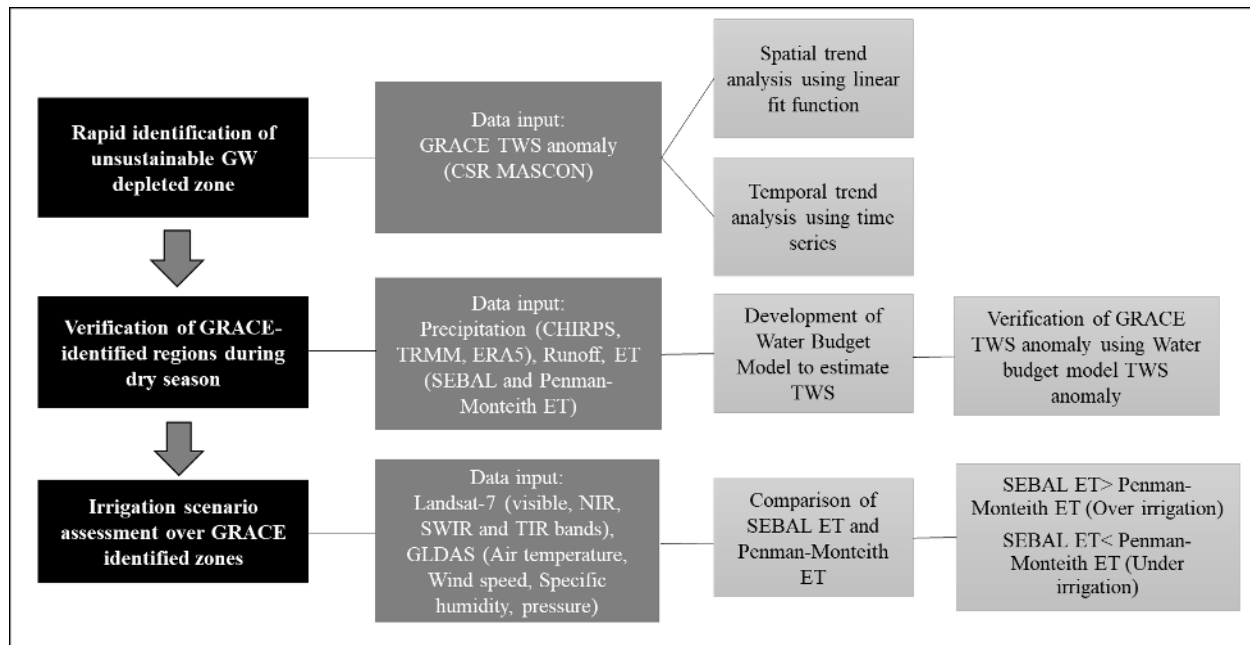 Rapid identification of
unsustainable GW
depleted zone
Data input:
GRACE TWS anomaly
(CSR MASCON)
Spatial trend
analysis using linear
fit function
Temporal trend
analysis using time
series
Verification of GRACE-
identified regions during
dry season
Data input:
Precipitation (CHIRPS,
TRMM, ERA5), Runoff, ET
(SEBAL and Penman-
Monteith ET)
Development of
Water Budget
Model to estimate
TWS
Verification of GRACE
TWS anomaly using Water
budget model TWS
anomaly
Irrigation scenario
assessment over GRACE
identified zones
Data input:
Landsat-7 (visible, NIR,
SWIR and TIR bands),
GLDAS (Air temperature,
Wind speed, Specific
humidity, pressure)
Comparison of
SEBAL ET and
Penman-Monteith
ET
SEBAL ET> Penman-
Monteith ET (Over irrigation)
SEBAL ET< Penman-
Monteith ET (Under
irrigation)